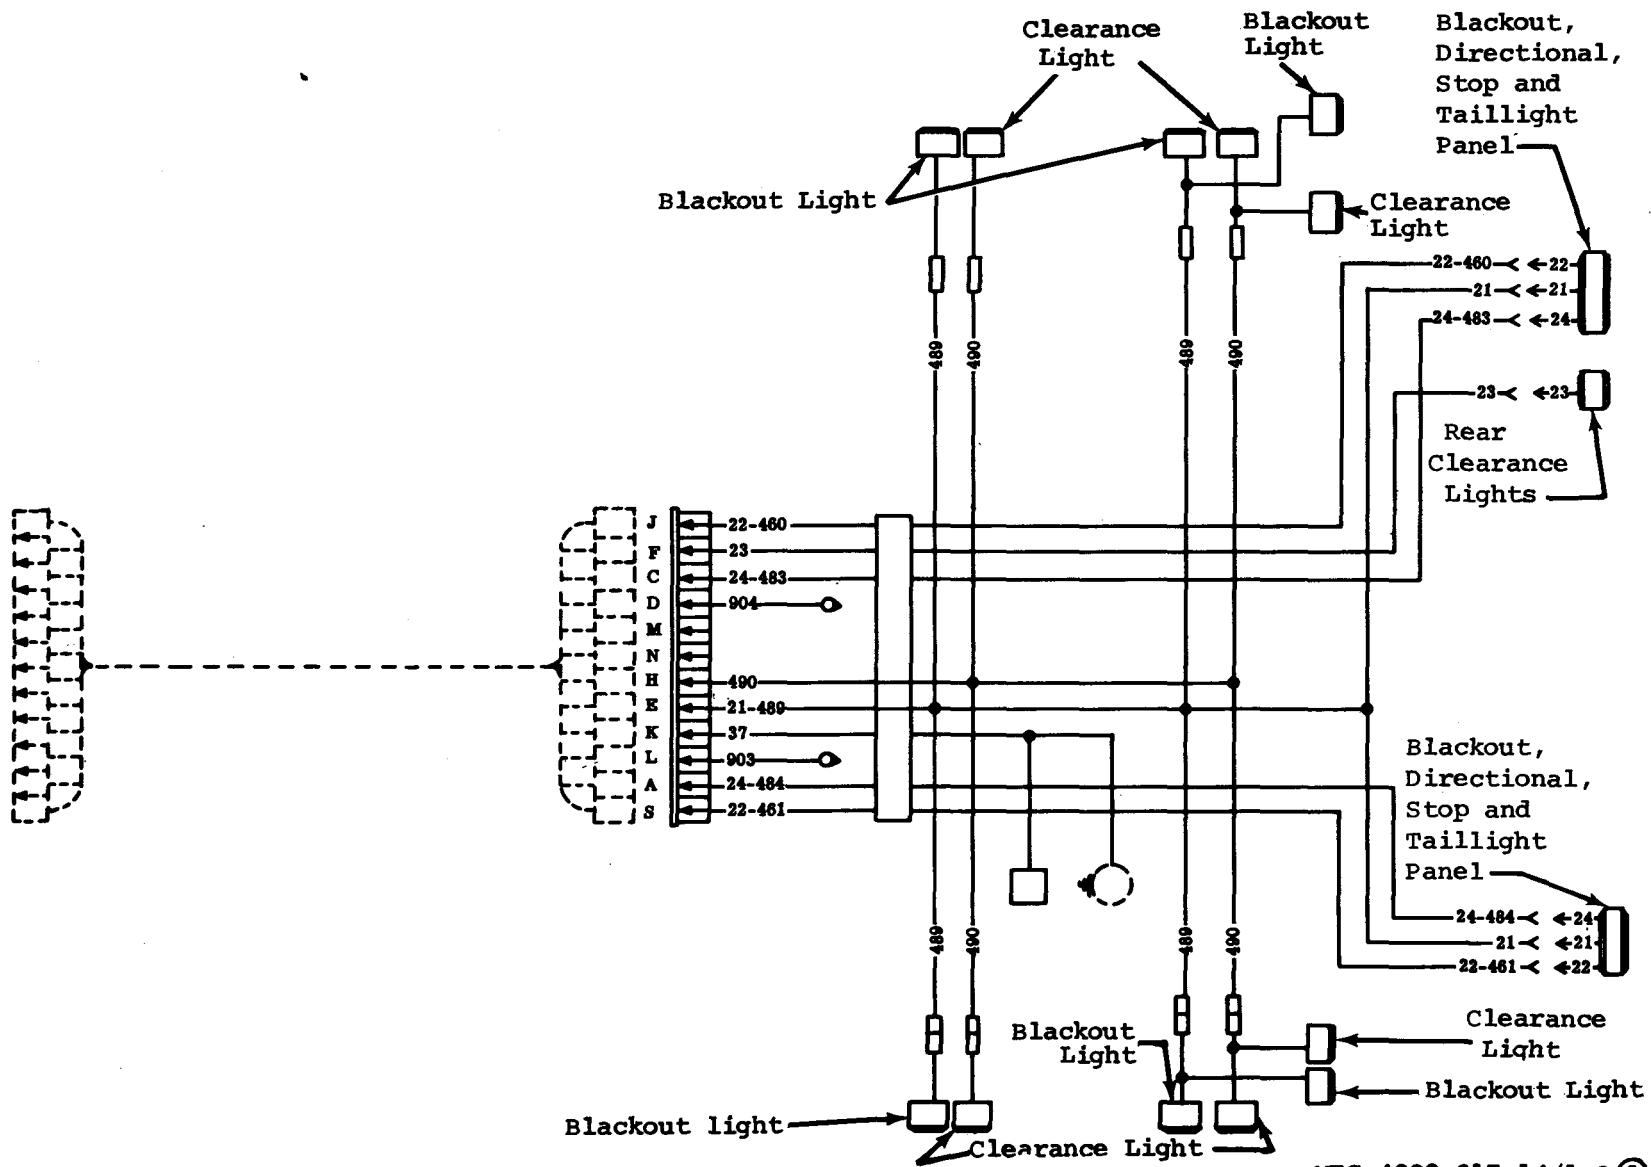 Clearance
Light
Blackout
Light
Blackout,
Directional,
Stop and
Taillight
Panel
Blackout Light
Clearance
Light
22-460 22
21 21
24-483 24
489
490
489
490
23 23
Rear
Clearance
Lights
J 22-460
F 23
C 24-483
D 904
M
N
H 490
E 21-489
K 37
L 903
A 24-484
S 22-461
Blackout,
Directional,
Stop and
Taillight
Panel
24-484 24
21 21
22-461 22
489
490
489
490
Blackout
Light
Clearance
Light
Blackout Light
Blackout light
Clearance Light